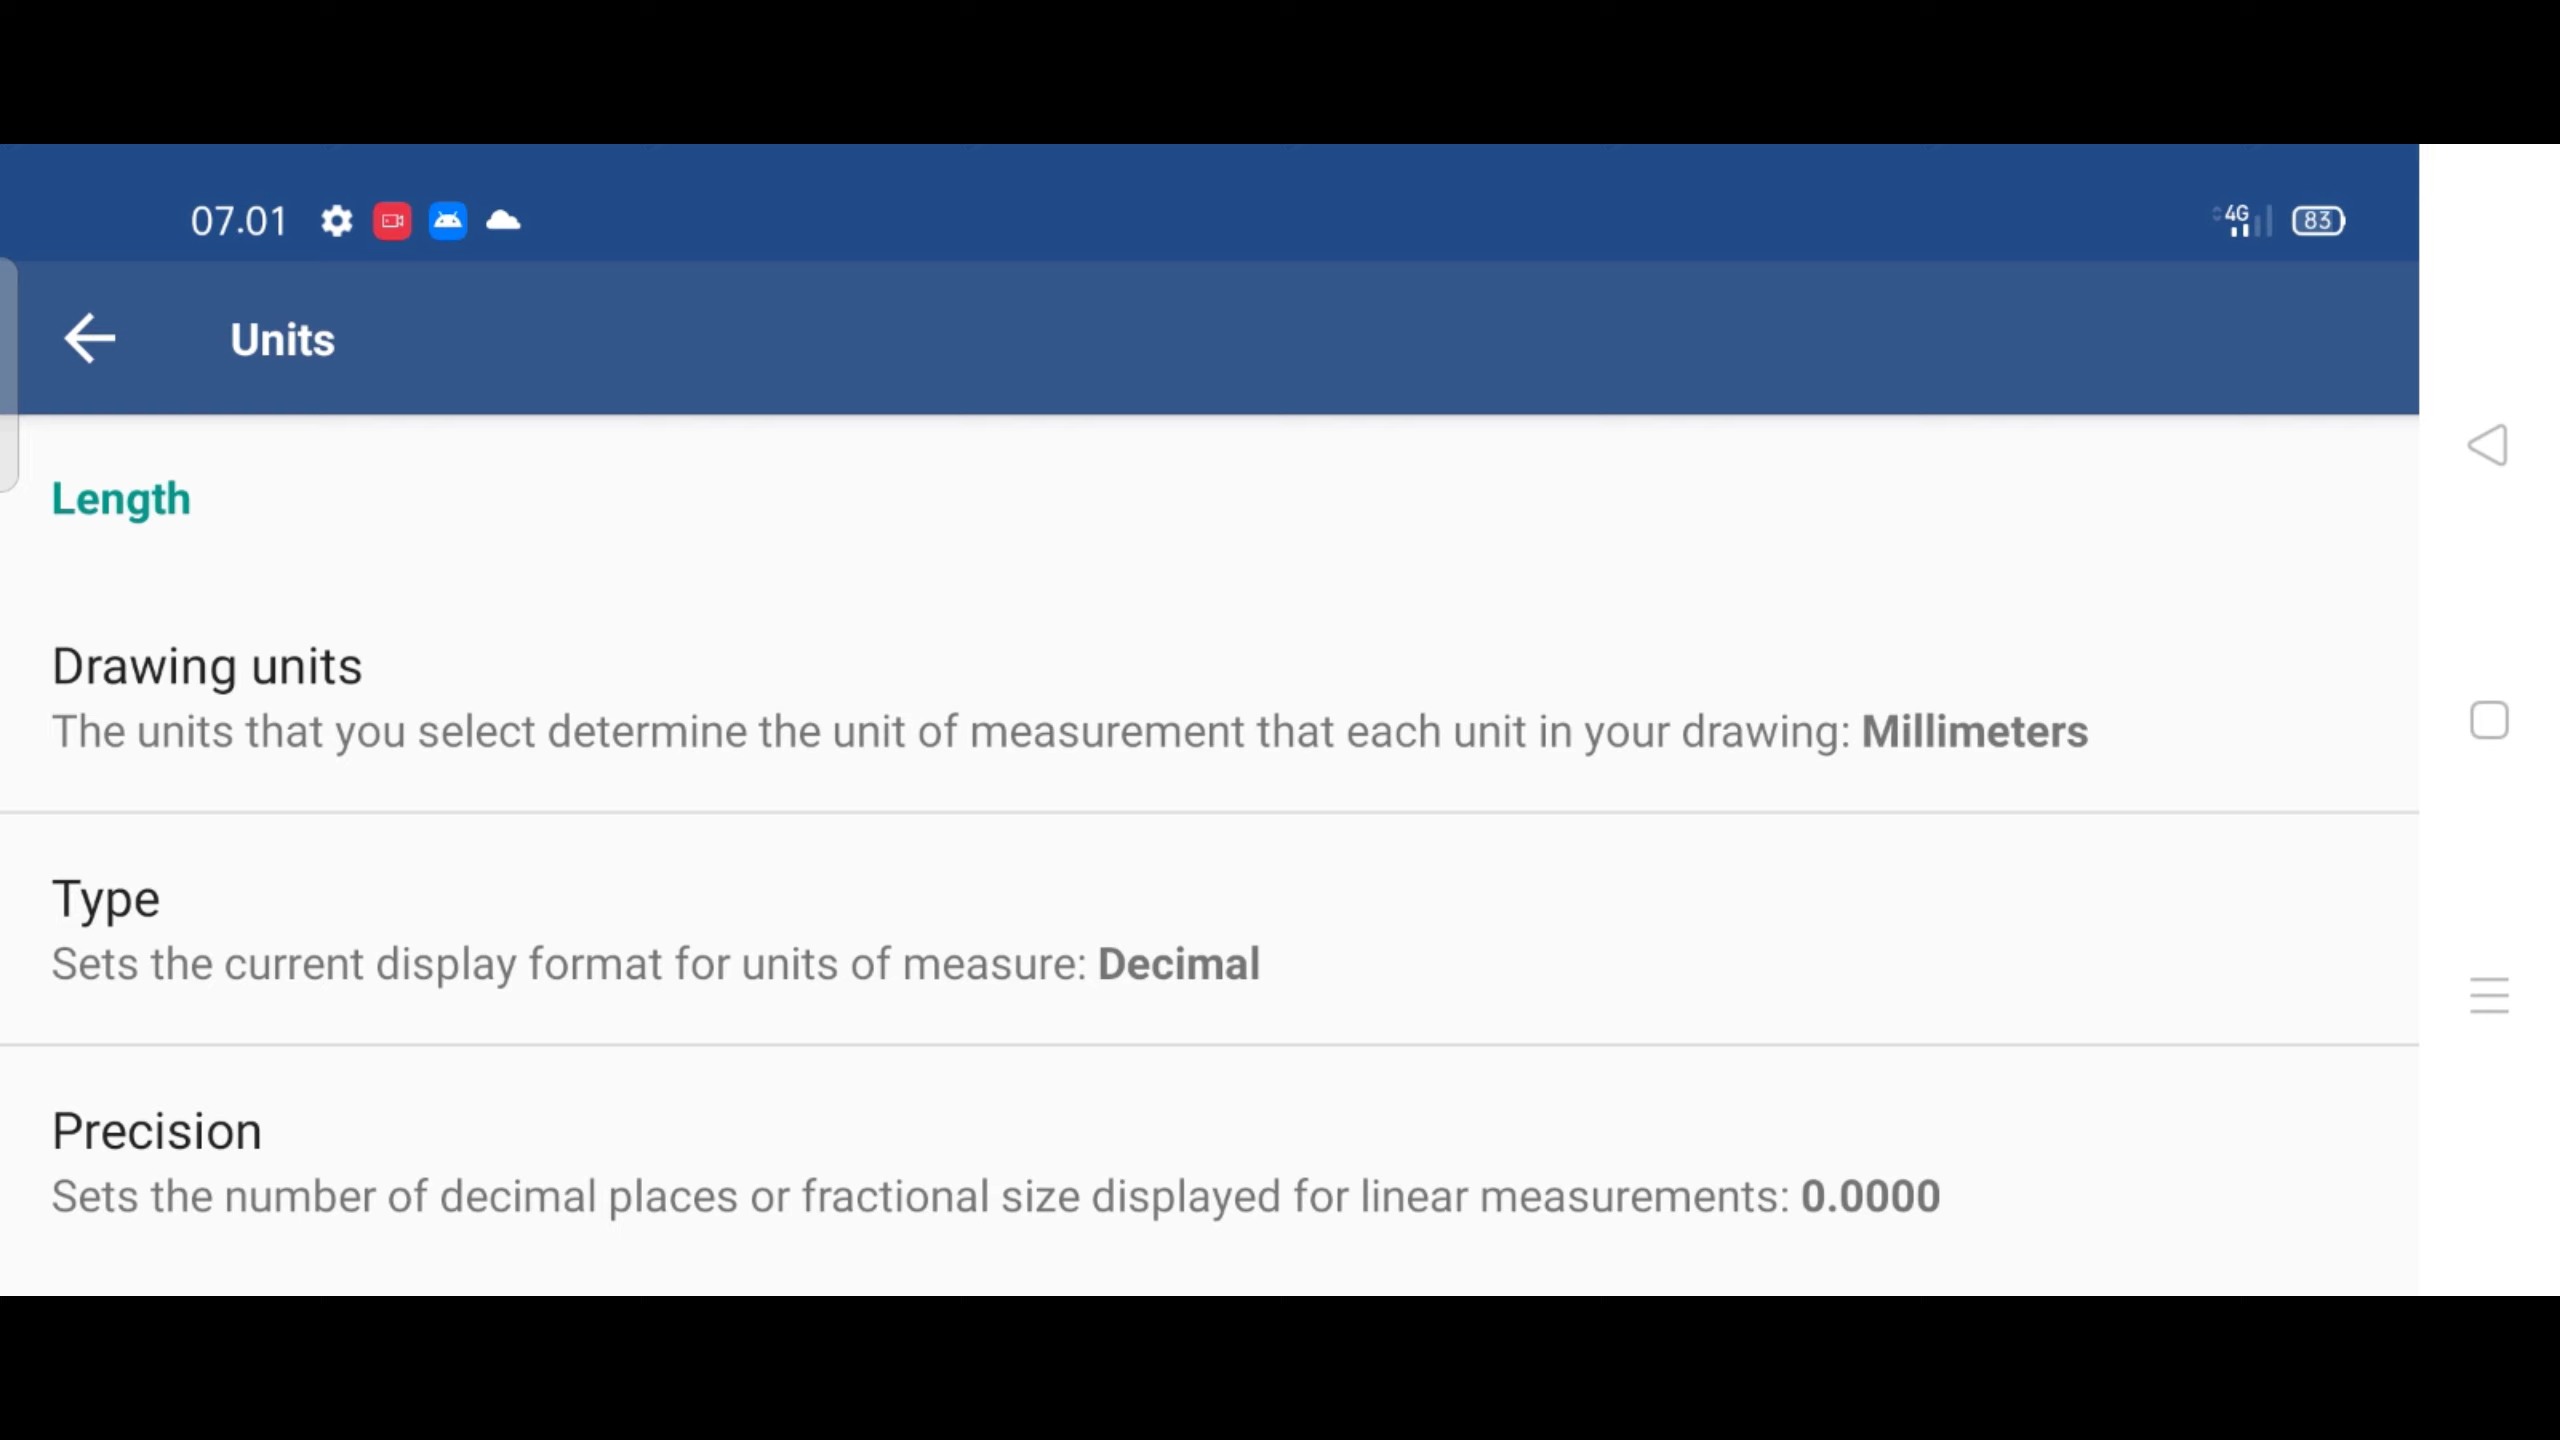 07.01
4G
83
Units
Length
Drawing units
The units that you select determine the unit of measurement that each unit in your drawing: Millimeters
Type
Sets the current display format for units of measure: Decimal
Precision
Sets the number of decimal places or fractional size displayed for linear measurements: 0.0000